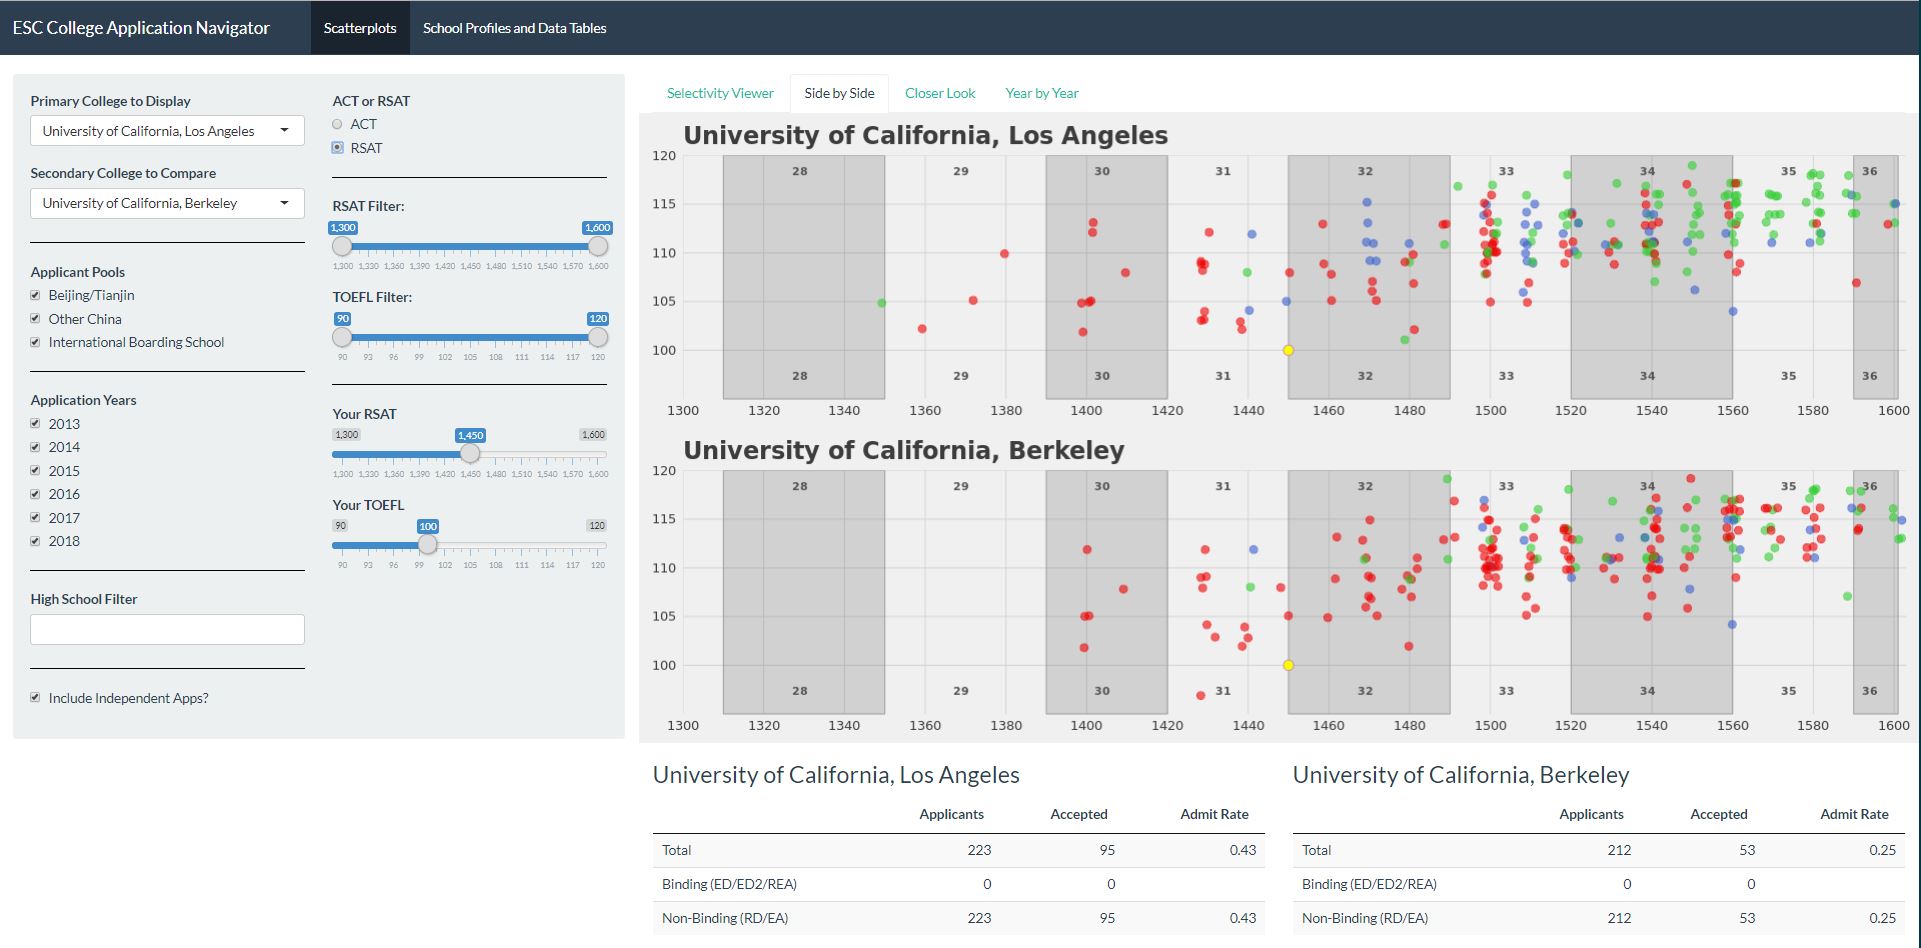 ESC College Application Navigator Scatterplots School Profiles and Data Tables
Primary College to Display
University of California, Los Angeles
Secondary College to Compare
University of California, Berkeley
Applicant Pools
Beijing/Tianjin
Other China
International Boarding School
Application Years
2013
2014
2015
2016
2017
2018
High School Filter
Include Independent Apps?
ACT or RSAT
ACT
RSAT
RSAT Filter:
1,300 1,600
1,300 1,330 1,360 1,390 1,420 1,450 1,480 1,510 1,540 1,570 1,600
TOEFL Filter:
90 120
90 93 96 99 102 105 108 111 114 117 120
Your RSAT
1,300 1,450 1,600
1,300 1,330 1,360 1,390 1,420 1,450 1,480 1,510 1,540 1,570 1,600
Your TOEFL
90 100 120
90 93 96 99 102 105 108 111 114 117 120
Selectivity Viewer Side by Side Closer Look Year by Year
University of California, Los Angeles
120
28 29 30 31 32 33 34 35 36
115
110
105
100
28 29 30 31 32 33 34 35 36
1300 1320 1340 1360 1380 1400 1420 1440 1460 1480 1500 1520 1540 1560 1580 1600
University of California, Berkeley
120
28 29 30 31 32 33 34 35 36
115
110
105
100
28 29 30 31 32 33 34 35 36
1300 1320 1340 1360 1380 1400 1420 1440 1460 1480 1500 1520 1540 1560 1580 1600
University of California, Los Angeles
Applicants Accepted Admit Rate
Total 223 95 0.43
Binding (ED/ED2/REA) 0 0
Non-Binding (RD/EA) 223 95 0.43
University of California, Berkeley
Applicants Accepted Admit Rate
Total 212 53 0.25
Binding (ED/ED2/REA) 0 0
Non-Binding (RD/EA) 212 53 0.25